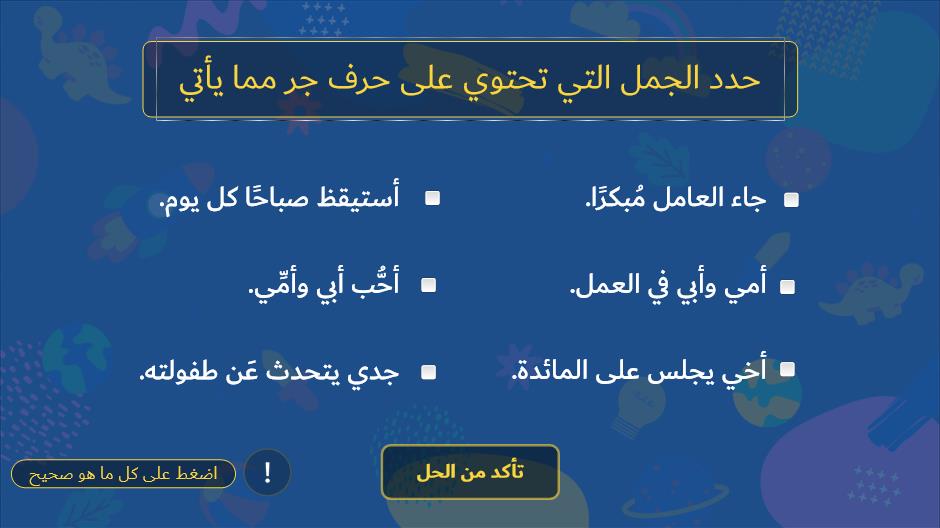 حدد الجمل التي تحتوي على حرف جر مما يأتي
جاء العامل مُبكرًا.
أستيقظ صباحًا كل يوم.
أمي وأبي في العمل.
أحُّب أبي وأمِّي.
أخي يجلس على المائدة.
جدي يتحدث عَن طفولته.
تأكد من الحل
!
اضغط على كل ما هو صحيح